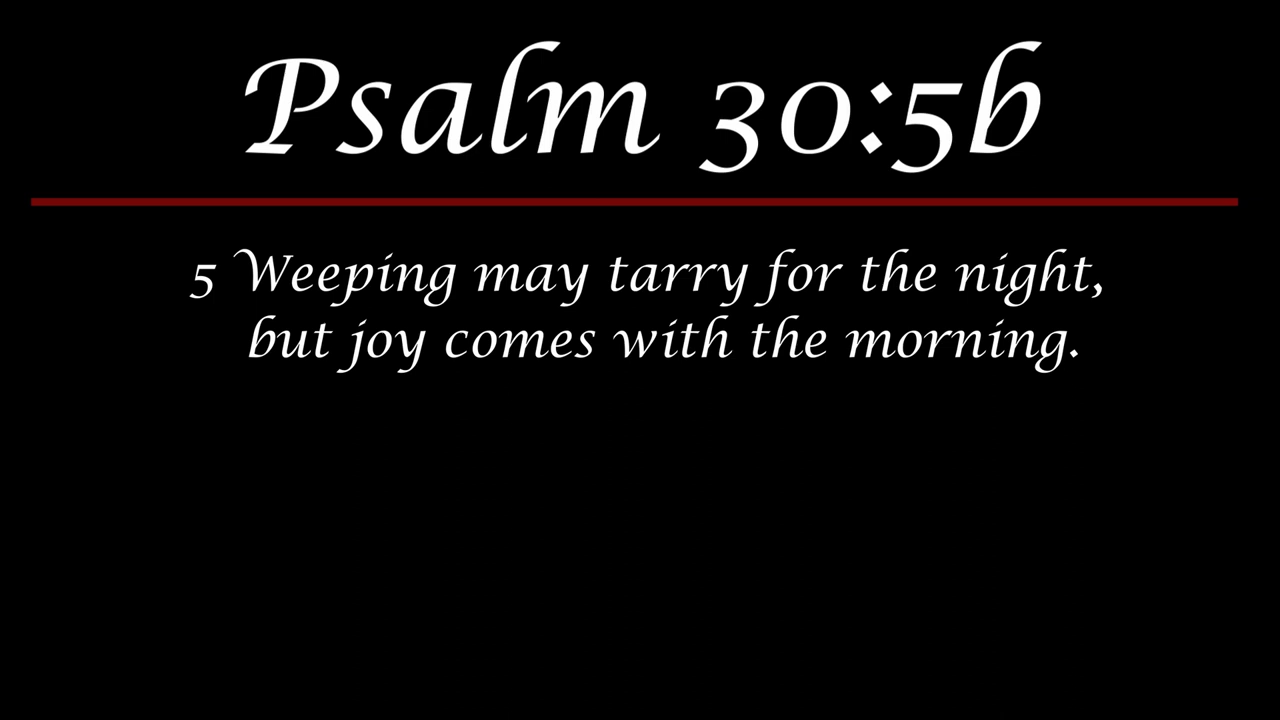 Psalm 30:5b
5 Weeping may tarry for the night,
but joy comes with the morning.